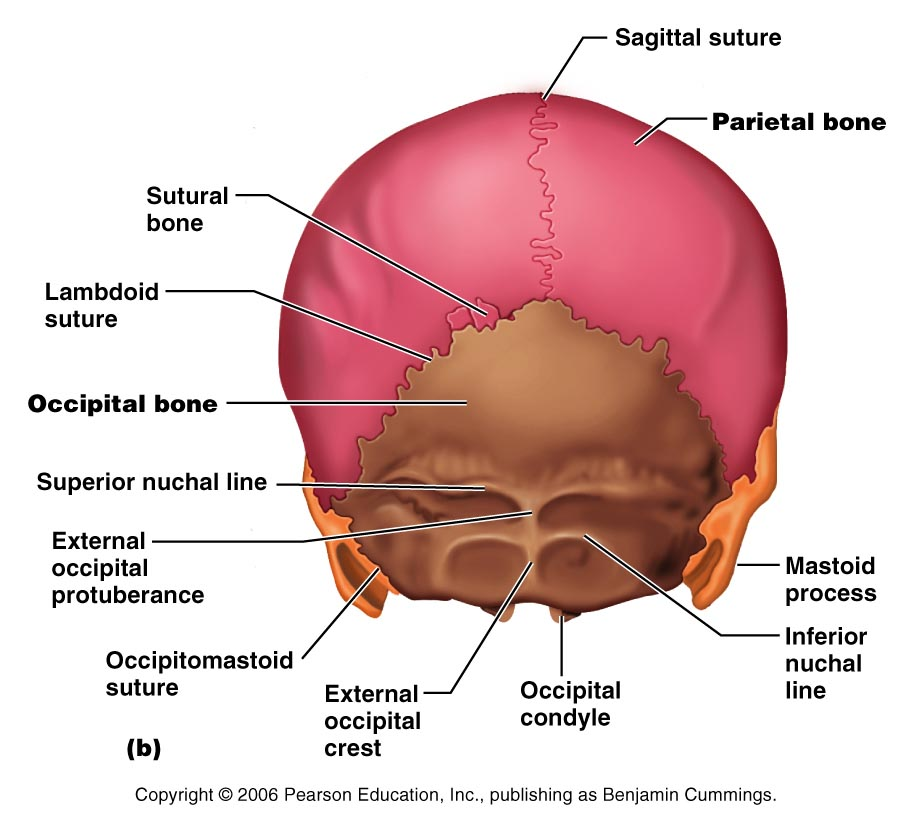 Sagittal suture
Parietal bone
Sutural
bone
Lambdoid
suture
Occipital bone
Superior nuchal line
External
occipital
protuberance
Mastoid
process
Inferior
nuchal
line
Occipitomastoid
suture
External
occipital
crest
Occipital
condyle
(b)
Copyright © 2006 Pearson Education, Inc., publishing as Benjamin Cummings.